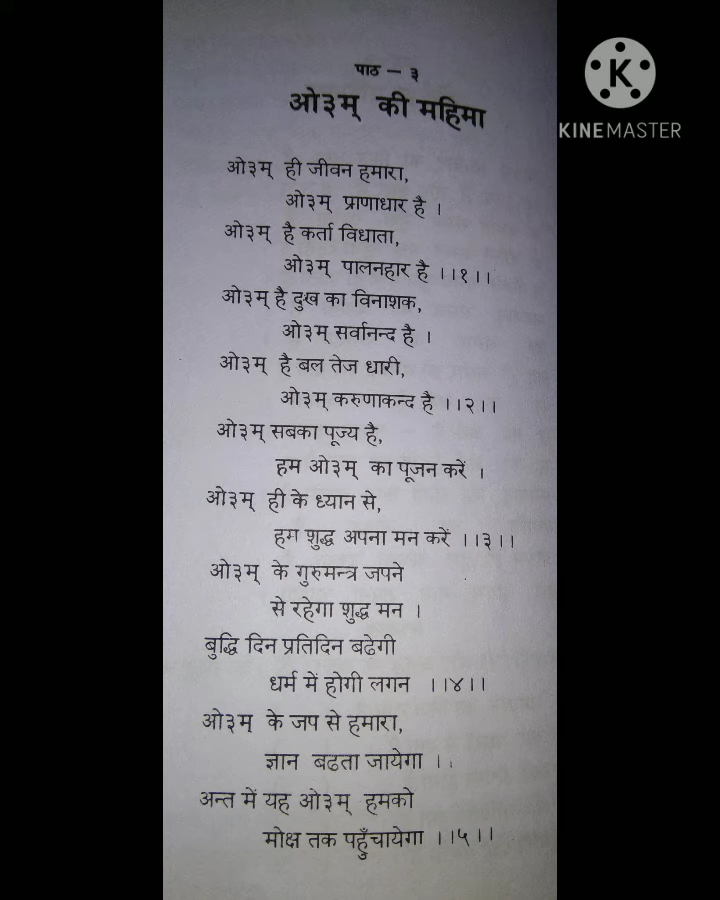 पाठ – ३
ओ३म् की महिमा
K
KINEMASTER
ओ३म् ही जीवन हमारा,
ओ३म् प्राणाधार है ।
ओ३म् है कर्ता विधाता,
ओ३म् पालनहार है ।।१।।
ओ३म् है दुख का विनाशक,
ओ३म् सर्वानन्द है ।
ओ३म् है बल तेज धारी,
ओ३म् करुणाकन्द है ।।२।।
ओ३म् सबका पूज्य है,
हम ओ३म् का पूजन करें ।
ओ३म् ही के ध्यान से,
हम शुद्ध अपना मन करें ।।३।।
ओ३म् के गुरुमन्त्र जपने
से रहेगा शुद्ध मन ।
बुद्धि दिन प्रतिदिन बढेगी
धर्म में होगी लगन ।।४।।
ओ३म् के जप से हमारा,
ज्ञान बढता जायेगा ।।
अन्त में यह ओ३म् हमको
मोक्ष तक पहुँचायेगा ।।५।।